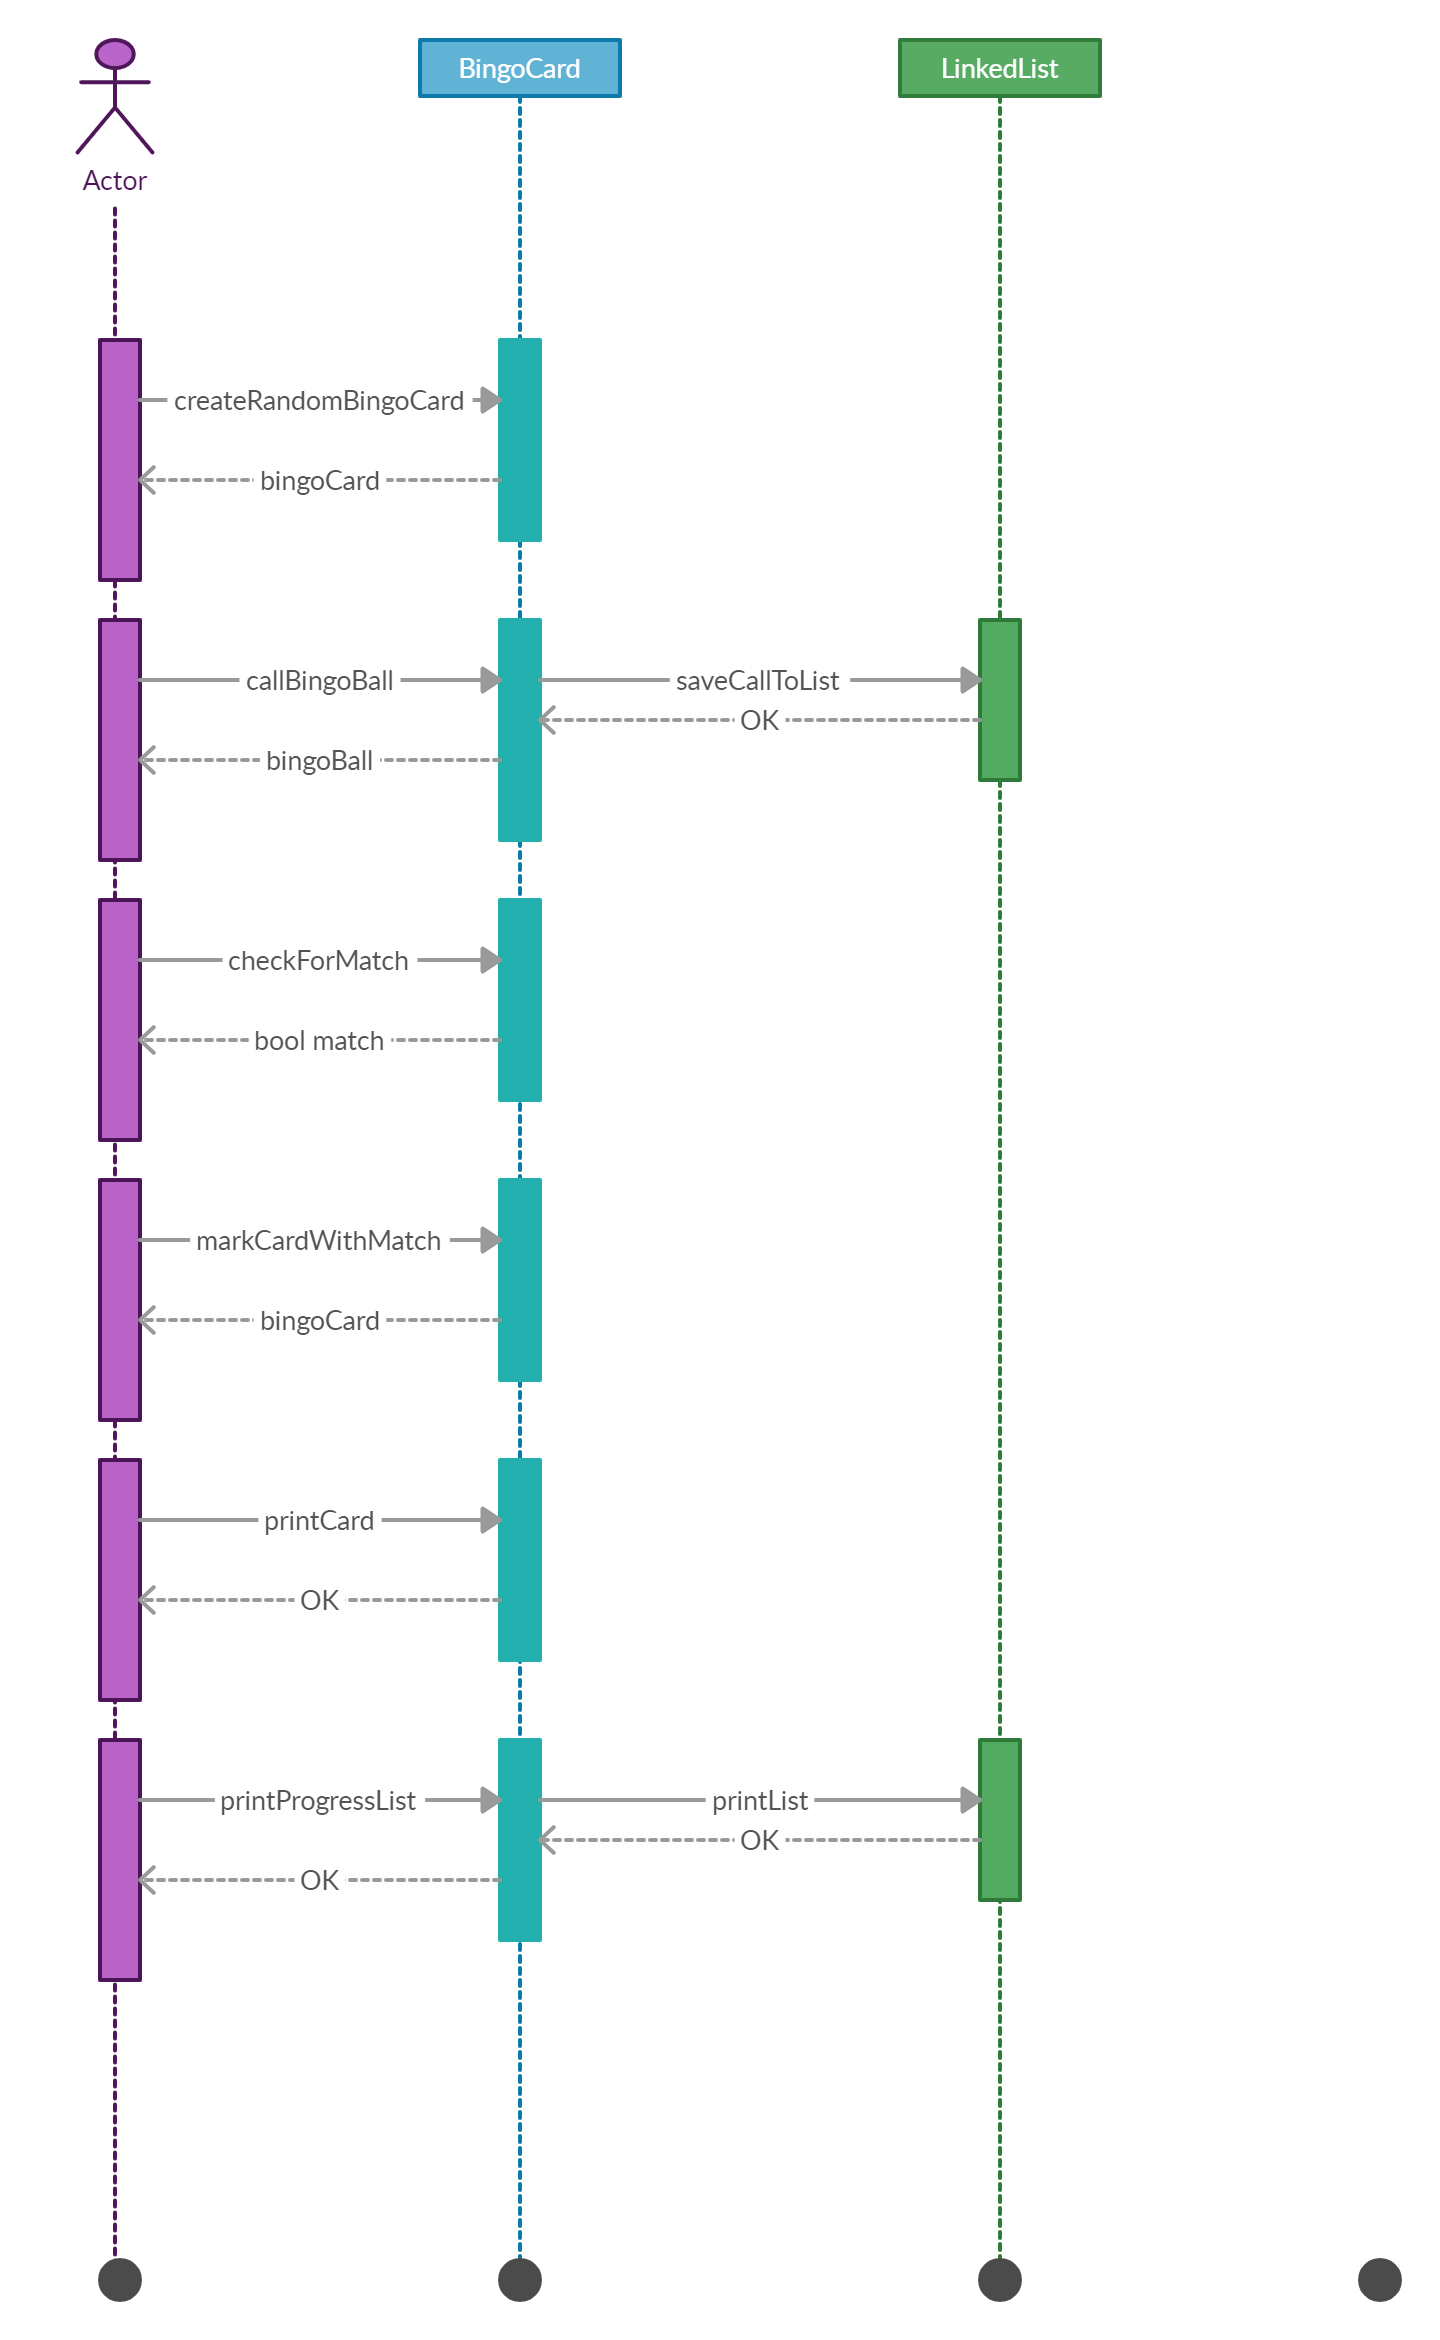 BingoCard
LinkedList
Actor
createRandomBingoCard
bingoCard
callBingoBall
saveCallToList
OK
bingoBall
checkForMatch
bool match
markCardWithMatch
bingoCard
printCard
OK
printProgressList
printList
OK
OK